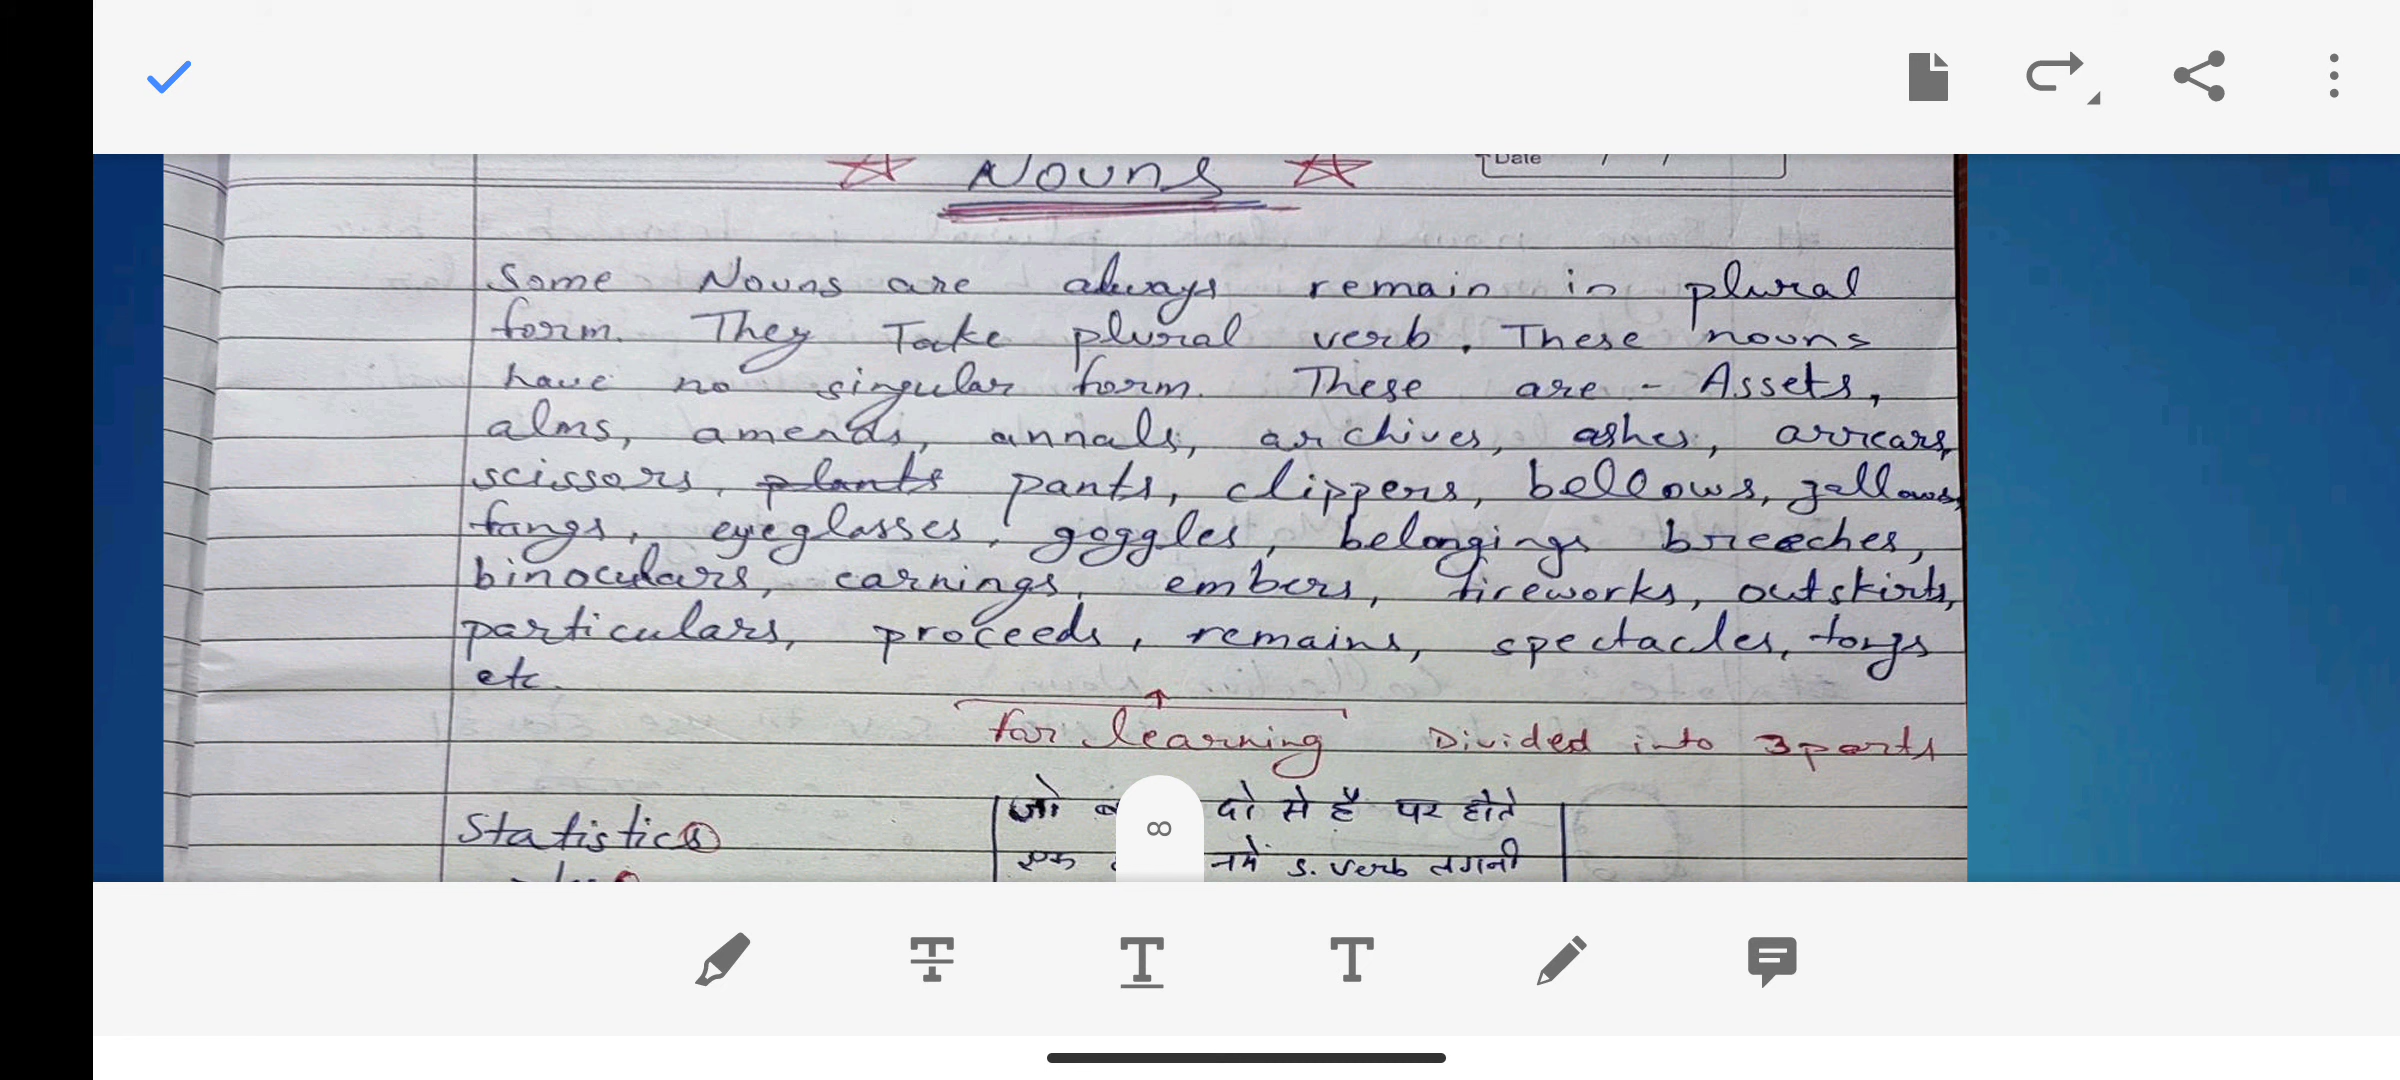 Nouns
Date / /
Some Nouns are always remain in plural
form. They Take plural verb. These nouns
have no singular form. These are - Assets,
alms, amends, annals, archives, ashes, arrears,
scissors, plants pants, clippers, bellows, gallows,
fangs, eyeglasses, goggles, belongings breeches,
binoculars, earnings, embers, fireworks, outskirts,
particulars, proceeds, remains, spectacles, tongs
etc.
for learning Divided into 3 parts
जो दो से है पर होते
Statistics
एक s. verb लगनी
8